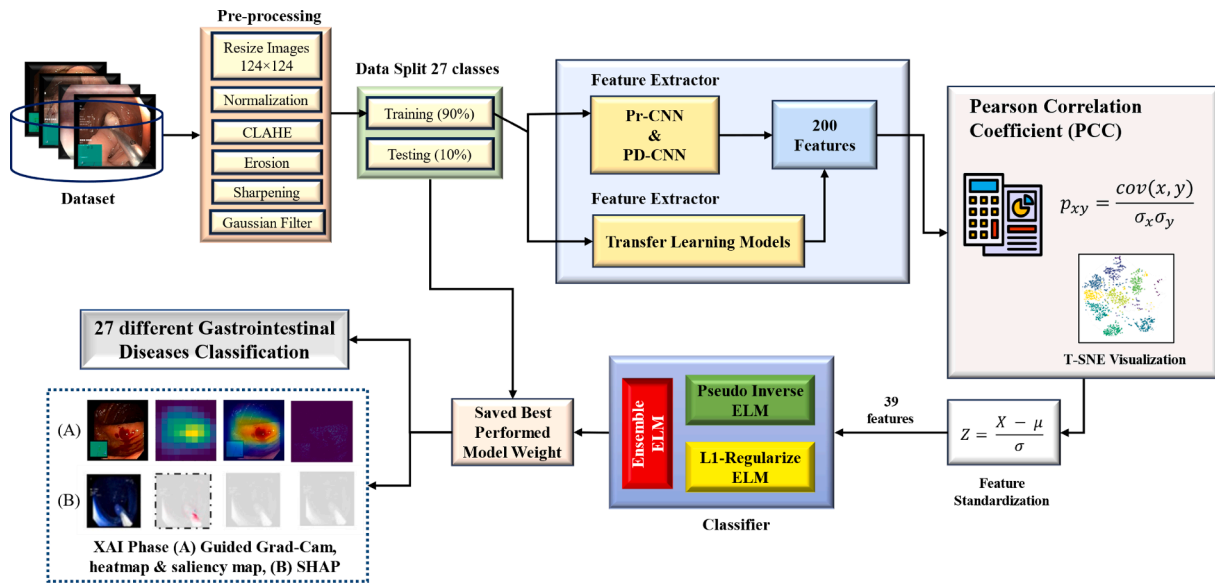 Pre-processing
Resize Images
124×124
Normalization
CLAHE
Erosion
Sharpening
Gaussian Filter
Dataset
Data Split 27 classes
Training (90%)
Testing (10%)
Feature Extractor
Pr-CNN
&
PD-CNN
200
Features
Feature Extractor
Transfer Learning Models
Pearson Correlation
Coefficient (PCC)
p_xy = cov(x, y) / σ_xσ_y
T-SNE Visualization
27 different Gastrointestinal
Diseases Classification
(A)
(B)
XAI Phase (A) Guided Grad-Cam,
heatmap & saliency map, (B) SHAP
Saved Best
Performed
Model Weight
Ensemble
ELM
Pseudo Inverse
ELM
L1-Regularize
ELM
Classifier
39
features
Z = X − μ / σ
Feature
Standardization